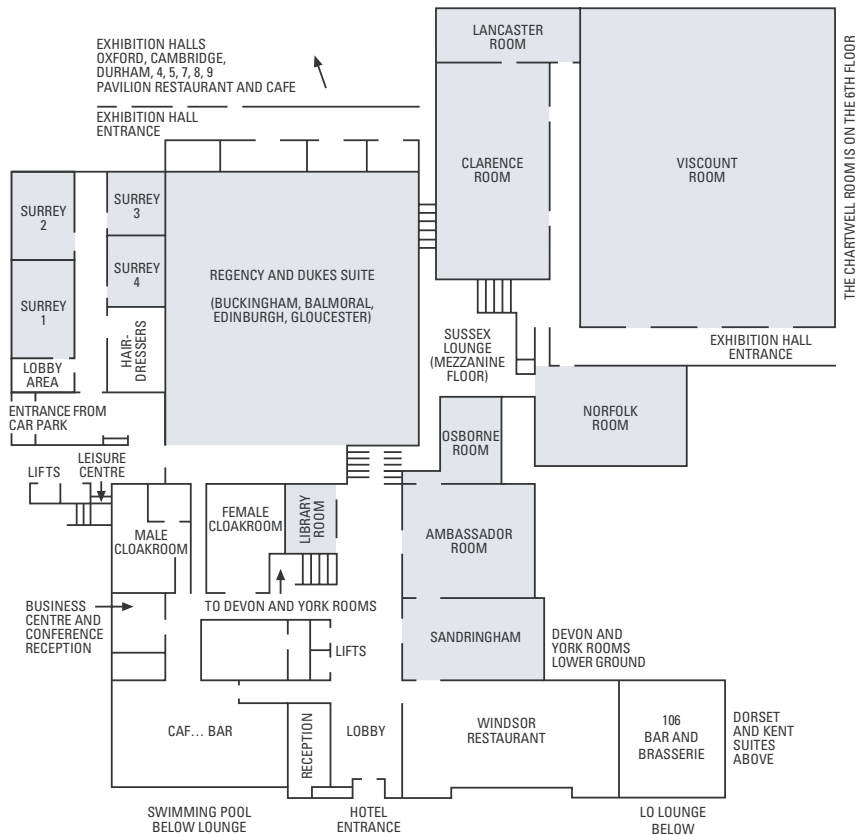 LANCASTER
ROOM
EXHIBITION HALLS
OXFORD, CAMBRIDGE,
DURHAM, 4, 5, 7, 8, 9
PAVILION RESTAURANT AND CAFE
EXHIBITION HALL
ENTRANCE
CLARENCE
ROOM
VISCOUNT
ROOM
THE CHARTWELL ROOM IS ON THE 6TH FLOOR
SURREY
2
SURREY
3
SURREY
4
SURREY
1
REGENCY AND DUKES SUITE
(BUCKINGHAM, BALMORAL,
EDINBURGH, GLOUCESTER)
HAIR-
DRESSERS
LOBBY
AREA
SUSSEX
LOUNGE
(MEZZANINE
FLOOR)
EXHIBITION HALL
ENTRANCE
ENTRANCE FROM
CAR PARK
NORFOLK
ROOM
OSBORNE
ROOM
LEISURE
CENTRE
LIFTS
MALE
CLOAKROOM
FEMALE
CLOAKROOM
LIBRARY
ROOM
AMBASSADOR
ROOM
BUSINESS
CENTRE AND
CONFERENCE
RECEPTION
TO DEVON AND YORK ROOMS
LIFTS
SANDRINGHAM
DEVON AND
YORK ROOMS
LOWER GROUND
CAF... BAR
RECEPTION
LOBBY
WINDSOR
RESTAURANT
106
BAR AND
BRASSERIE
DORSET
AND KENT
SUITES
ABOVE
SWIMMING POOL
BELOW LOUNGE
HOTEL
ENTRANCE
LO LOUNGE
BELOW